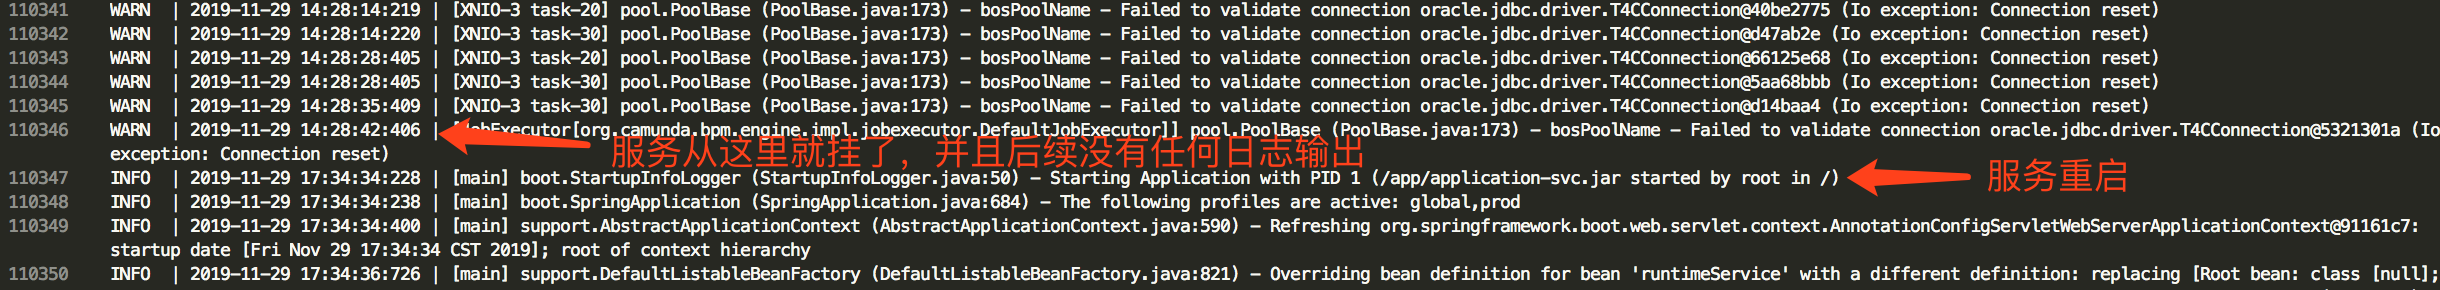 110341 WARN | 2019-11-29 14:28:14:219 | [XNIO-3 task-20] pool.PoolBase (PoolBase.java:173) - bosPoolName - Failed to validate connection oracle.jdbc.driver.T4CConnection@40be2775 (Io exception: Connection reset)
110342 WARN | 2019-11-29 14:28:14:220 | [XNIO-3 task-30] pool.PoolBase (PoolBase.java:173) - bosPoolName - Failed to validate connection oracle.jdbc.driver.T4CConnection@d47ab2e (Io exception: Connection reset)
110343 WARN | 2019-11-29 14:28:28:405 | [XNIO-3 task-20] pool.PoolBase (PoolBase.java:173) - bosPoolName - Failed to validate connection oracle.jdbc.driver.T4CConnection@66125e68 (Io exception: Connection reset)
110344 WARN | 2019-11-29 14:28:28:405 | [XNIO-3 task-30] pool.PoolBase (PoolBase.java:173) - bosPoolName - Failed to validate connection oracle.jdbc.driver.T4CConnection@5aa68bbb (Io exception: Connection reset)
110345 WARN | 2019-11-29 14:28:35:409 | [XNIO-3 task-30] pool.PoolBase (PoolBase.java:173) - bosPoolName - Failed to validate connection oracle.jdbc.driver.T4CConnection@d14baa4 (Io exception: Connection reset)
110346 WARN | 2019-11-29 14:28:42:406 | [JobExecutor[org.camunda.bpm.engine.impl.jobexecutor.DefaultJobExecutor]] pool.PoolBase (PoolBase.java:173) - bosPoolName - Failed to validate connection oracle.jdbc.driver.T4CConnection@5321301a (Io
exception: Connection reset)
服务从这里就挂了，并且后续没有任何日志输出
110347 INFO | 2019-11-29 17:34:34:228 | [main] boot.StartupInfoLogger (StartupInfoLogger.java:50) - Starting Application with PID 1 (/app/application-svc.jar started by root in /)
服务重启
110348 INFO | 2019-11-29 17:34:34:238 | [main] boot.SpringApplication (SpringApplication.java:684) - The following profiles are active: global,prod
110349 INFO | 2019-11-29 17:34:34:400 | [main] support.AbstractApplicationContext (AbstractApplicationContext.java:590) - Refreshing org.springframework.boot.web.servlet.context.AnnotationConfigServletWebServerApplicationContext@91161c7:
startup date [Fri Nov 29 17:34:34 CST 2019]; root of context hierarchy
110350 INFO | 2019-11-29 17:34:36:726 | [main] support.DefaultListableBeanFactory (DefaultListableBeanFactory.java:821) - Overriding bean definition for bean 'runtimeService' with a different definition: replacing [Root bean: class [null];